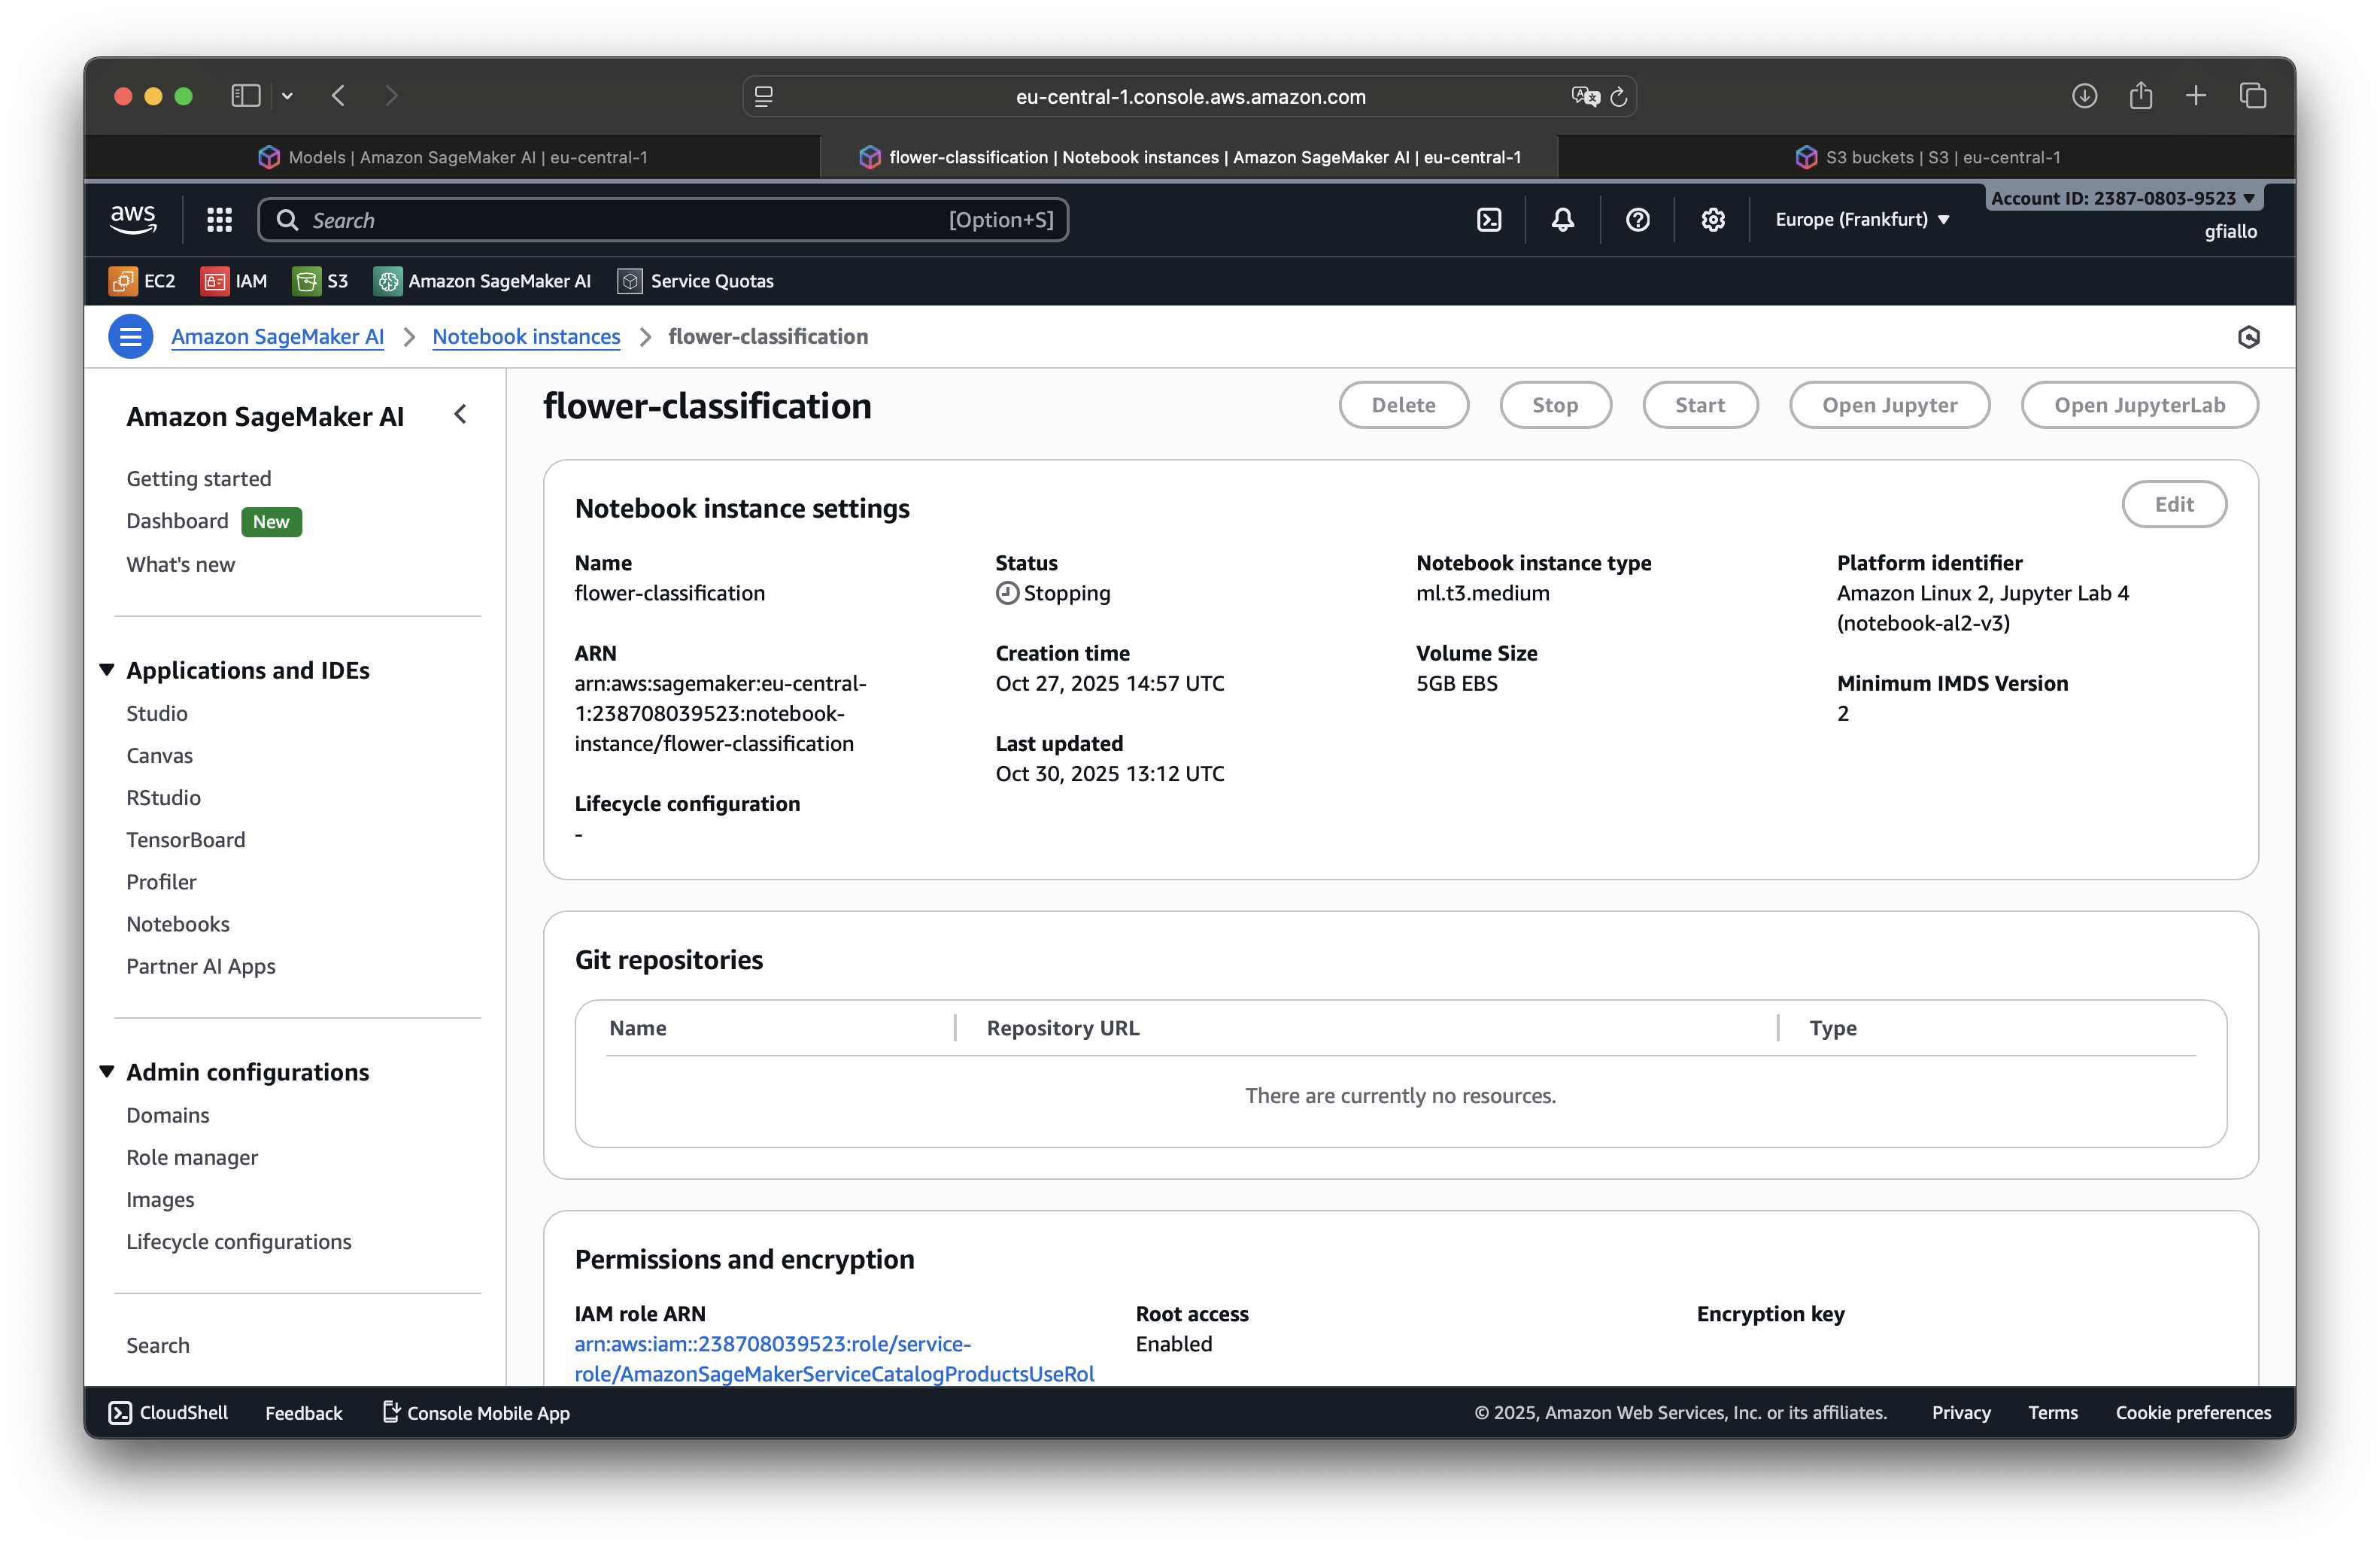 eu-central-1.console.aws.amazon.com
Models | Amazon SageMaker AI | eu-central-1
flower-classification | Notebook instances | Amazon SageMaker AI | eu-central-1
S3 buckets | S3 | eu-central-1
aws
Search
[Option+S]
Europe (Frankfurt)
Account ID: 2387-0803-9523
gfiallo
EC2
IAM
S3
Amazon SageMaker AI
Service Quotas
Amazon SageMaker AI
Notebook instances
flower-classification
Amazon SageMaker AI
Getting started
Dashboard New
What's new
Applications and IDEs
Studio
Canvas
RStudio
TensorBoard
Profiler
Notebooks
Partner AI Apps
Admin configurations
Domains
Role manager
Images
Lifecycle configurations
Search
flower-classification
Delete
Stop
Start
Open Jupyter
Open JupyterLab
Notebook instance settings
Edit
Name
flower-classification
ARN
arn:aws:sagemaker:eu-central-
1:238708039523:notebook-
instance/flower-classification
Lifecycle configuration
-
Status
Stopping
Creation time
Oct 27, 2025 14:57 UTC
Last updated
Oct 30, 2025 13:12 UTC
Notebook instance type
ml.t3.medium
Volume Size
5GB EBS
Platform identifier
Amazon Linux 2, Jupyter Lab 4
(notebook-al2-v3)
Minimum IMDS Version
2
Git repositories
Name
Repository URL
Type
There are currently no resources.
Permissions and encryption
IAM role ARN
arn:aws:iam::238708039523:role/service-
role/AmazonSageMakerServiceCatalogProductsUseRol
Root access
Enabled
Encryption key
CloudShell
Feedback
Console Mobile App
© 2025, Amazon Web Services, Inc. or its affiliates.
Privacy
Terms
Cookie preferences